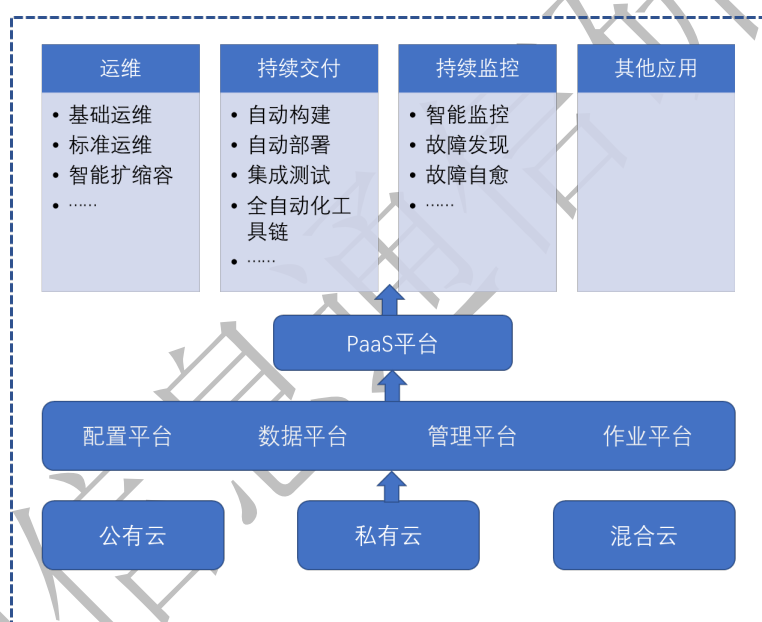 运维
• 基础运维
• 标准运维
• 智能扩缩容
• ……
持续交付
• 自动构建
• 自动部署
• 集成测试
• 全自动化工
具链
• ……
持续监控
• 智能监控
• 故障发现
• 故障自愈
• ……
其他应用
PaaS平台
配置平台 数据平台 管理平台 作业平台
公有云 私有云 混合云